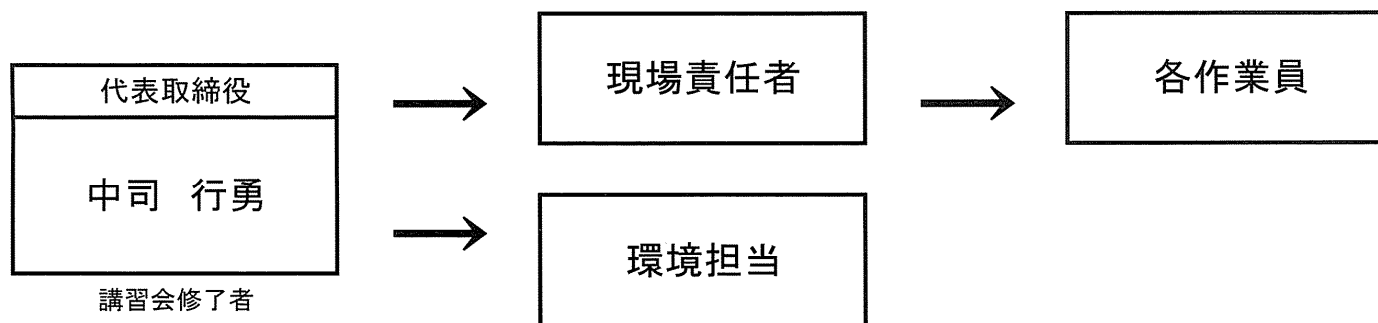 代表取締役
中司　行勇
講習会修了者
現場責任者
環境担当
各作業員